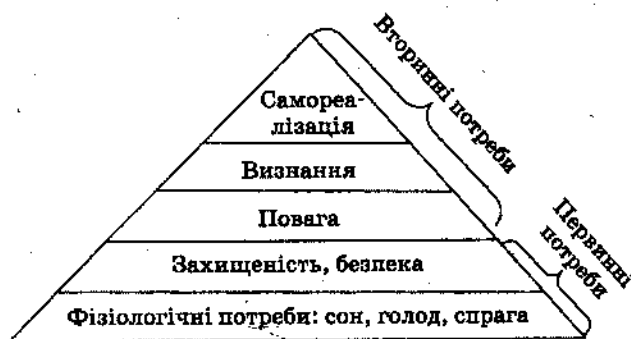 Вторинні потреби
Самореа-
лізація
Визнання
Повага
Первинні
потреби
Захищеність, безпека
Фізіологічні потреби: сон, голод, спрага